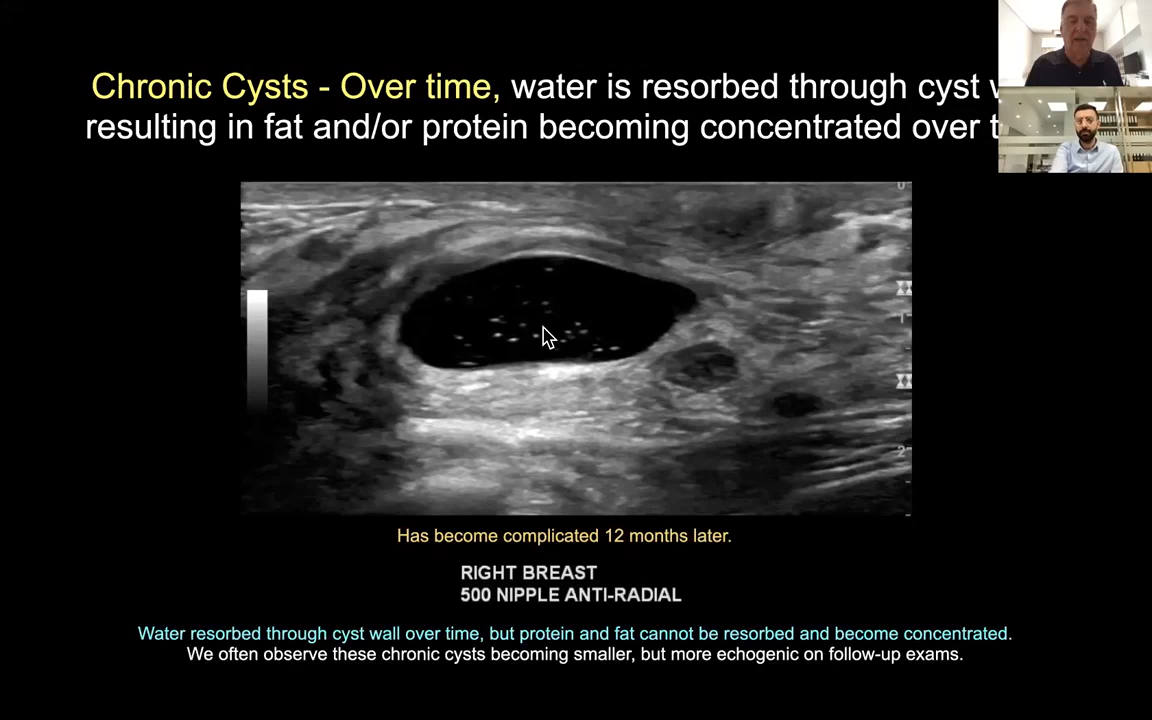 Chronic Cysts - Over time, water is resorbed through cyst
resulting in fat and/or protein becoming concentrated over
0
1
2
Has become complicated 12 months later.
RIGHT BREAST
500 NIPPLE ANTI-RADIAL
Water resorbed through cyst wall over time, but protein and fat cannot be resorbed and become concentrated.
We often observe these chronic cysts becoming smaller, but more echogenic on follow-up exams.